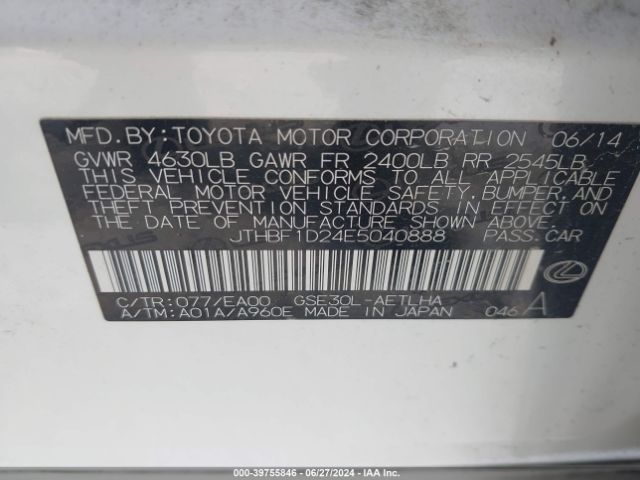 MFD. BY: TOYOTA MOTOR CORPORATION 06/14
GVWR 4630LB GAWR FR 2400LB RR 2545LB
THIS VEHICLE CONFORMS TO ALL APPLICABLE
FEDERAL MOTOR VEHICLE SAFETY, BUMPER, AND
THEFT PREVENTION STANDARDS IN EFFECT ON
THE DATE OF MANUFACTURE SHOWN ABOVE.
JTHBF1D24E5040888 PASS. CAR
C/TR: 077/EA00 GSE30L-AETLHA
A/TM: A01A/A960E MADE IN JAPAN 046 A
000-39755846 - 06/27/2024 - IAA Inc.